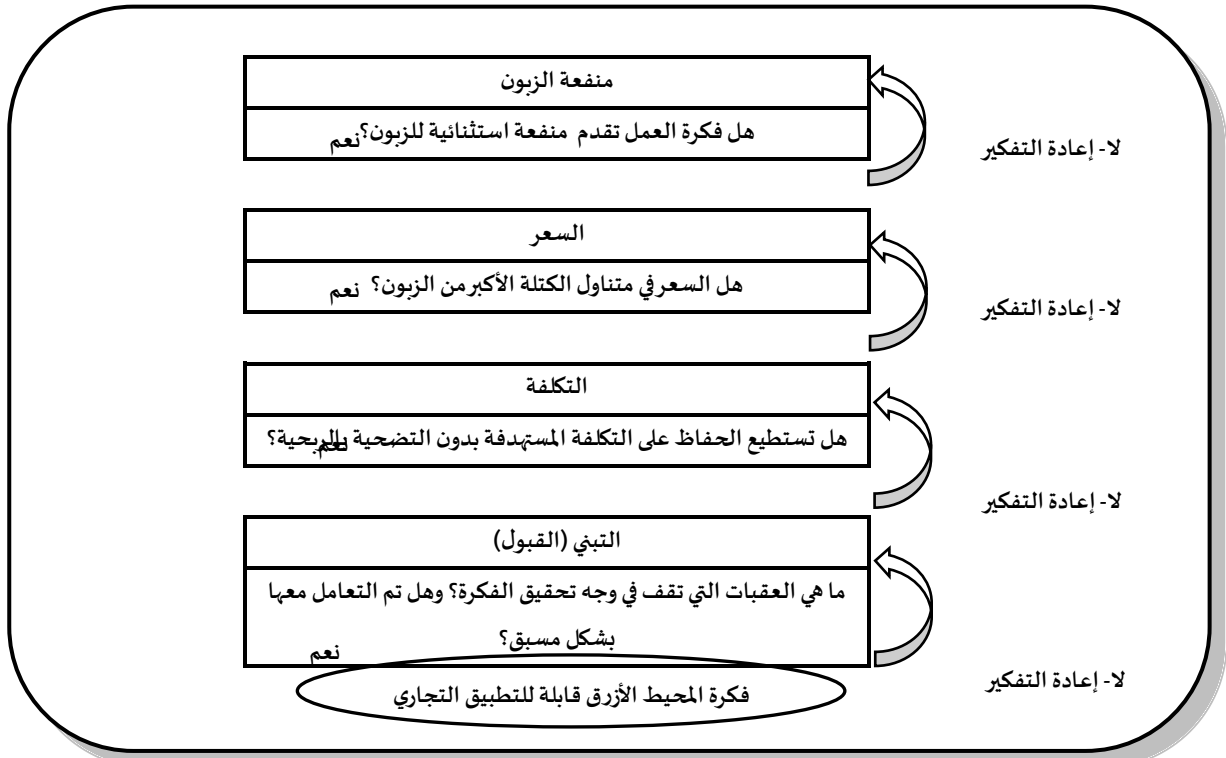 منفعة الزبون
هل فكرة العمل تقدم منفعة استثنائية للزبون؟
نعم
لا- إعادة التفكير
السعر
هل السعر في متناول الكتلة الأكبر من الزبون؟
نعم
لا- إعادة التفكير
التكلفة
هل تستطيع الحفاظ على التكلفة المستهدفة بدون التضحية بالربحية؟
نعم
لا- إعادة التفكير
التبني (القبول)
ما هي العقبات التي تقف في وجه تحقيق الفكرة؟ وهل تم التعامل معها
بشكل مسبق؟
نعم
لا- إعادة التفكير
فكرة المحيط الأزرق قابلة للتطبيق التجاري